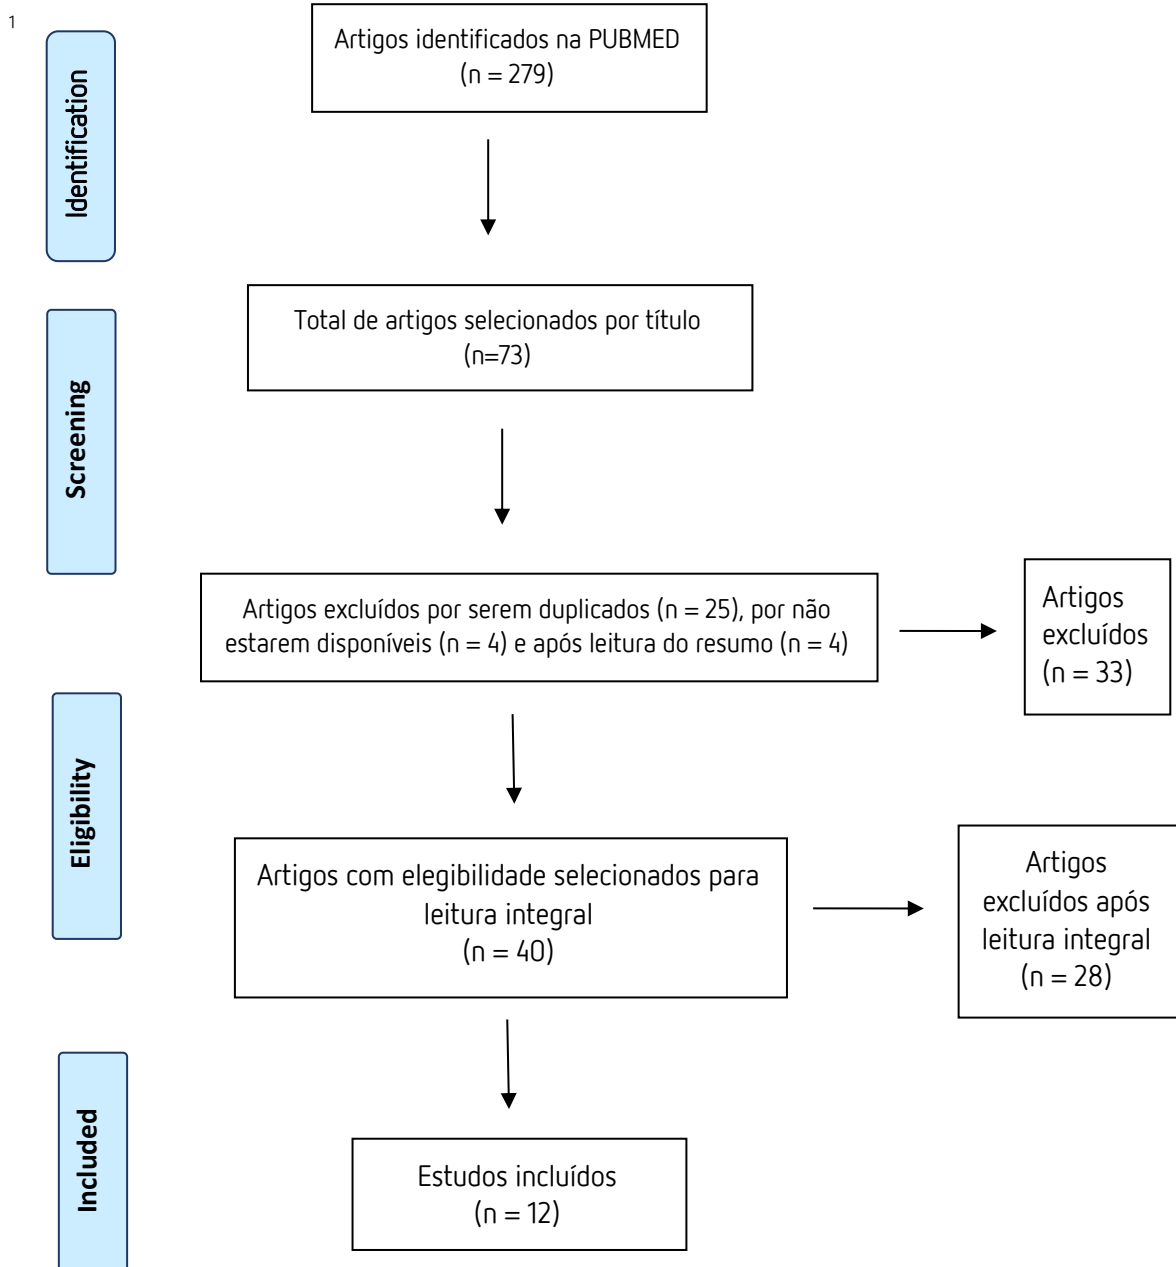 1
Identification
Artigos identificados na PUBMED
(n = 279)
Screening
Total de artigos selecionados por título
(n=73)
Artigos excluídos por serem duplicados (n = 25), por não
estarem disponíveis (n = 4) e após leitura do resumo (n = 4)
Artigos
excluídos
(n = 33)
Eligibility
Artigos com elegibilidade selecionados para
leitura integral
(n = 40)
Artigos
excluídos após
leitura integral
(n = 28)
Included
Estudos incluídos
(n = 12)